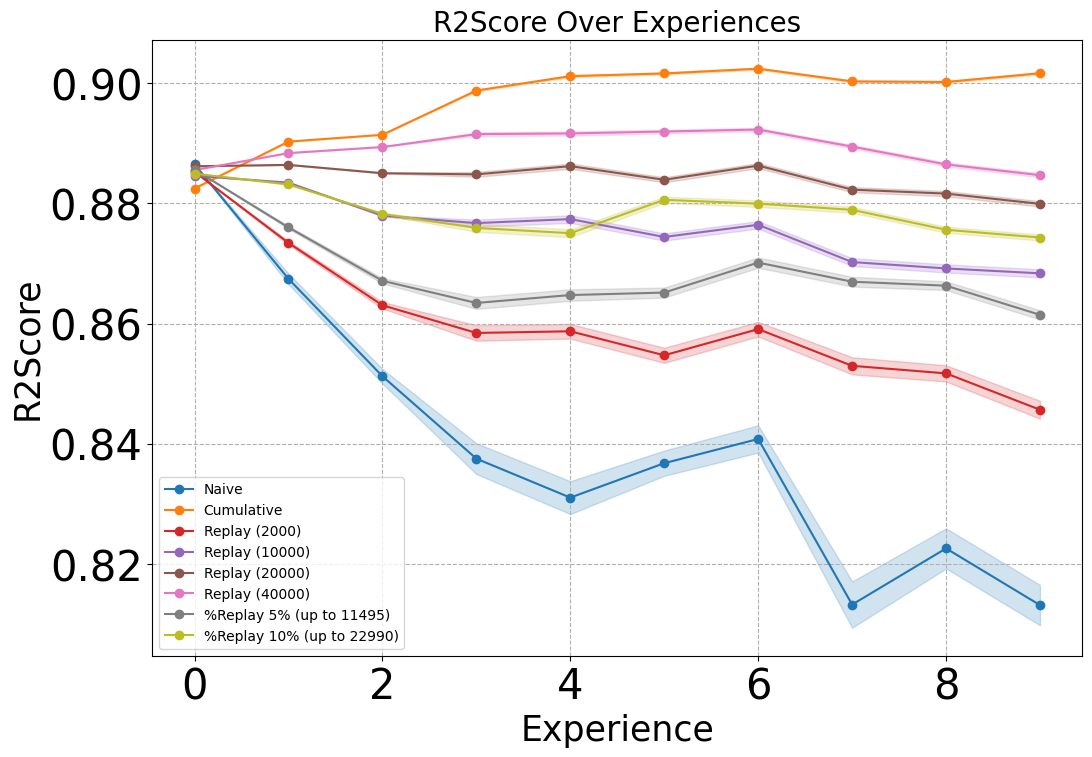 R2Score Over Experiences
R2Score
0.90
0.88
0.86
0.84
0.82
Naive
Cumulative
Replay (2000)
Replay (10000)
Replay (20000)
Replay (40000)
%Replay 5% (up to 11495)
%Replay 10% (up to 22990)
0 2 4 6 8
Experience